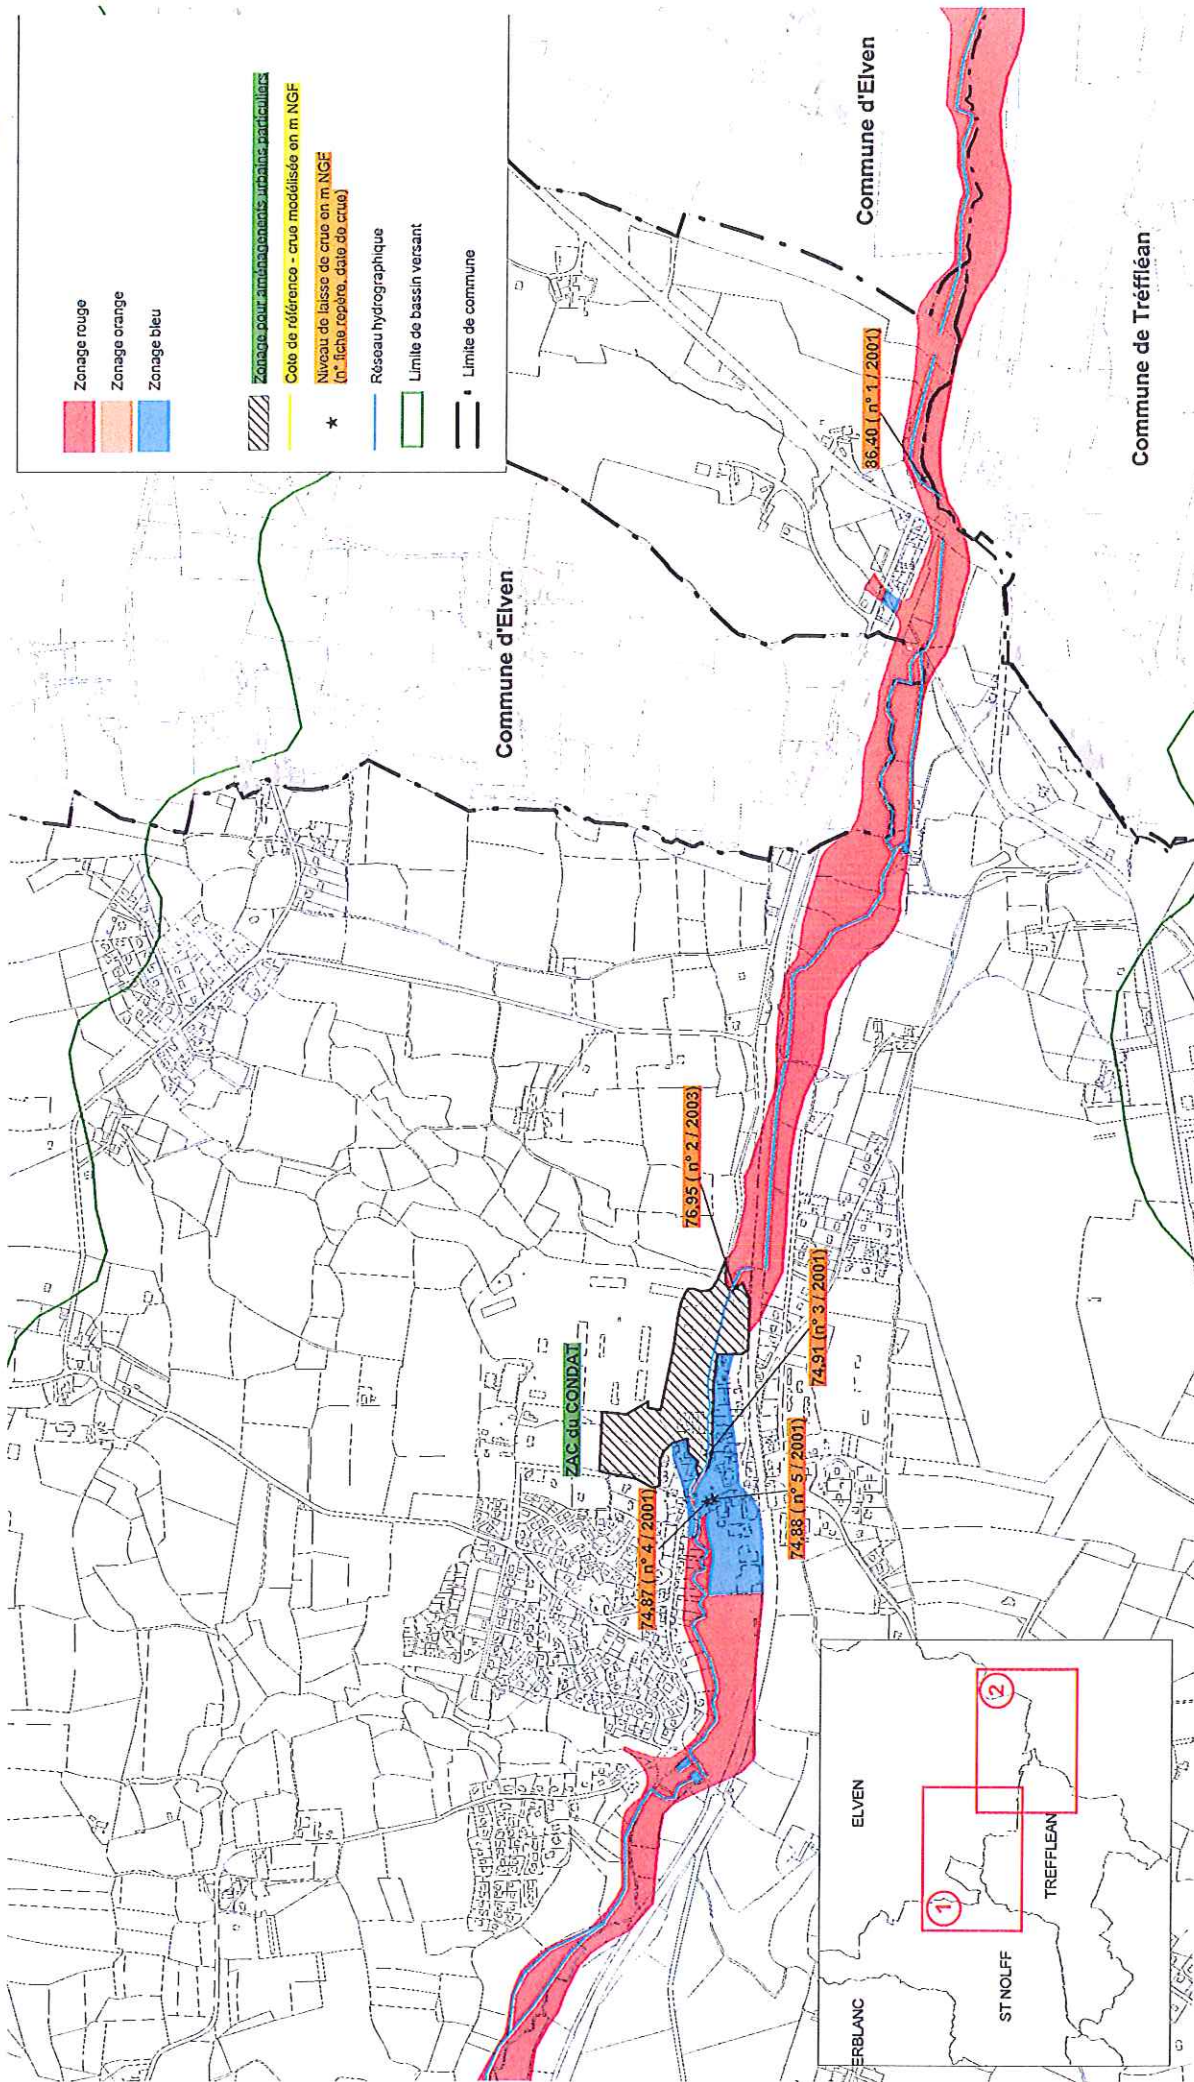 Zonage rouge
Zonage orange
Zonage bleu
Zonage pour aménagements urbains particuliers
Cote de référence - crue modélisée en m NGF
Niveau de laisse de crue en m NGF
(n° fiche repère, date de crue)
Réseau hydrographique
Limite de bassin versant
Limite de commune
Commune d'Elven
Commune d'Elven
Commune de Tréffléan
86.40 ( n° 1 / 2001)
76.95 ( n° 2 / 2003)
74.91 (n° 3 / 2001)
ZAC du CONDAT
74.87 ( n° 4 / 2001)
74.88 ( n° 5 / 2001)
ELVEN
TREFFLEAN
ST NOLFF
ERBLANC
1
2